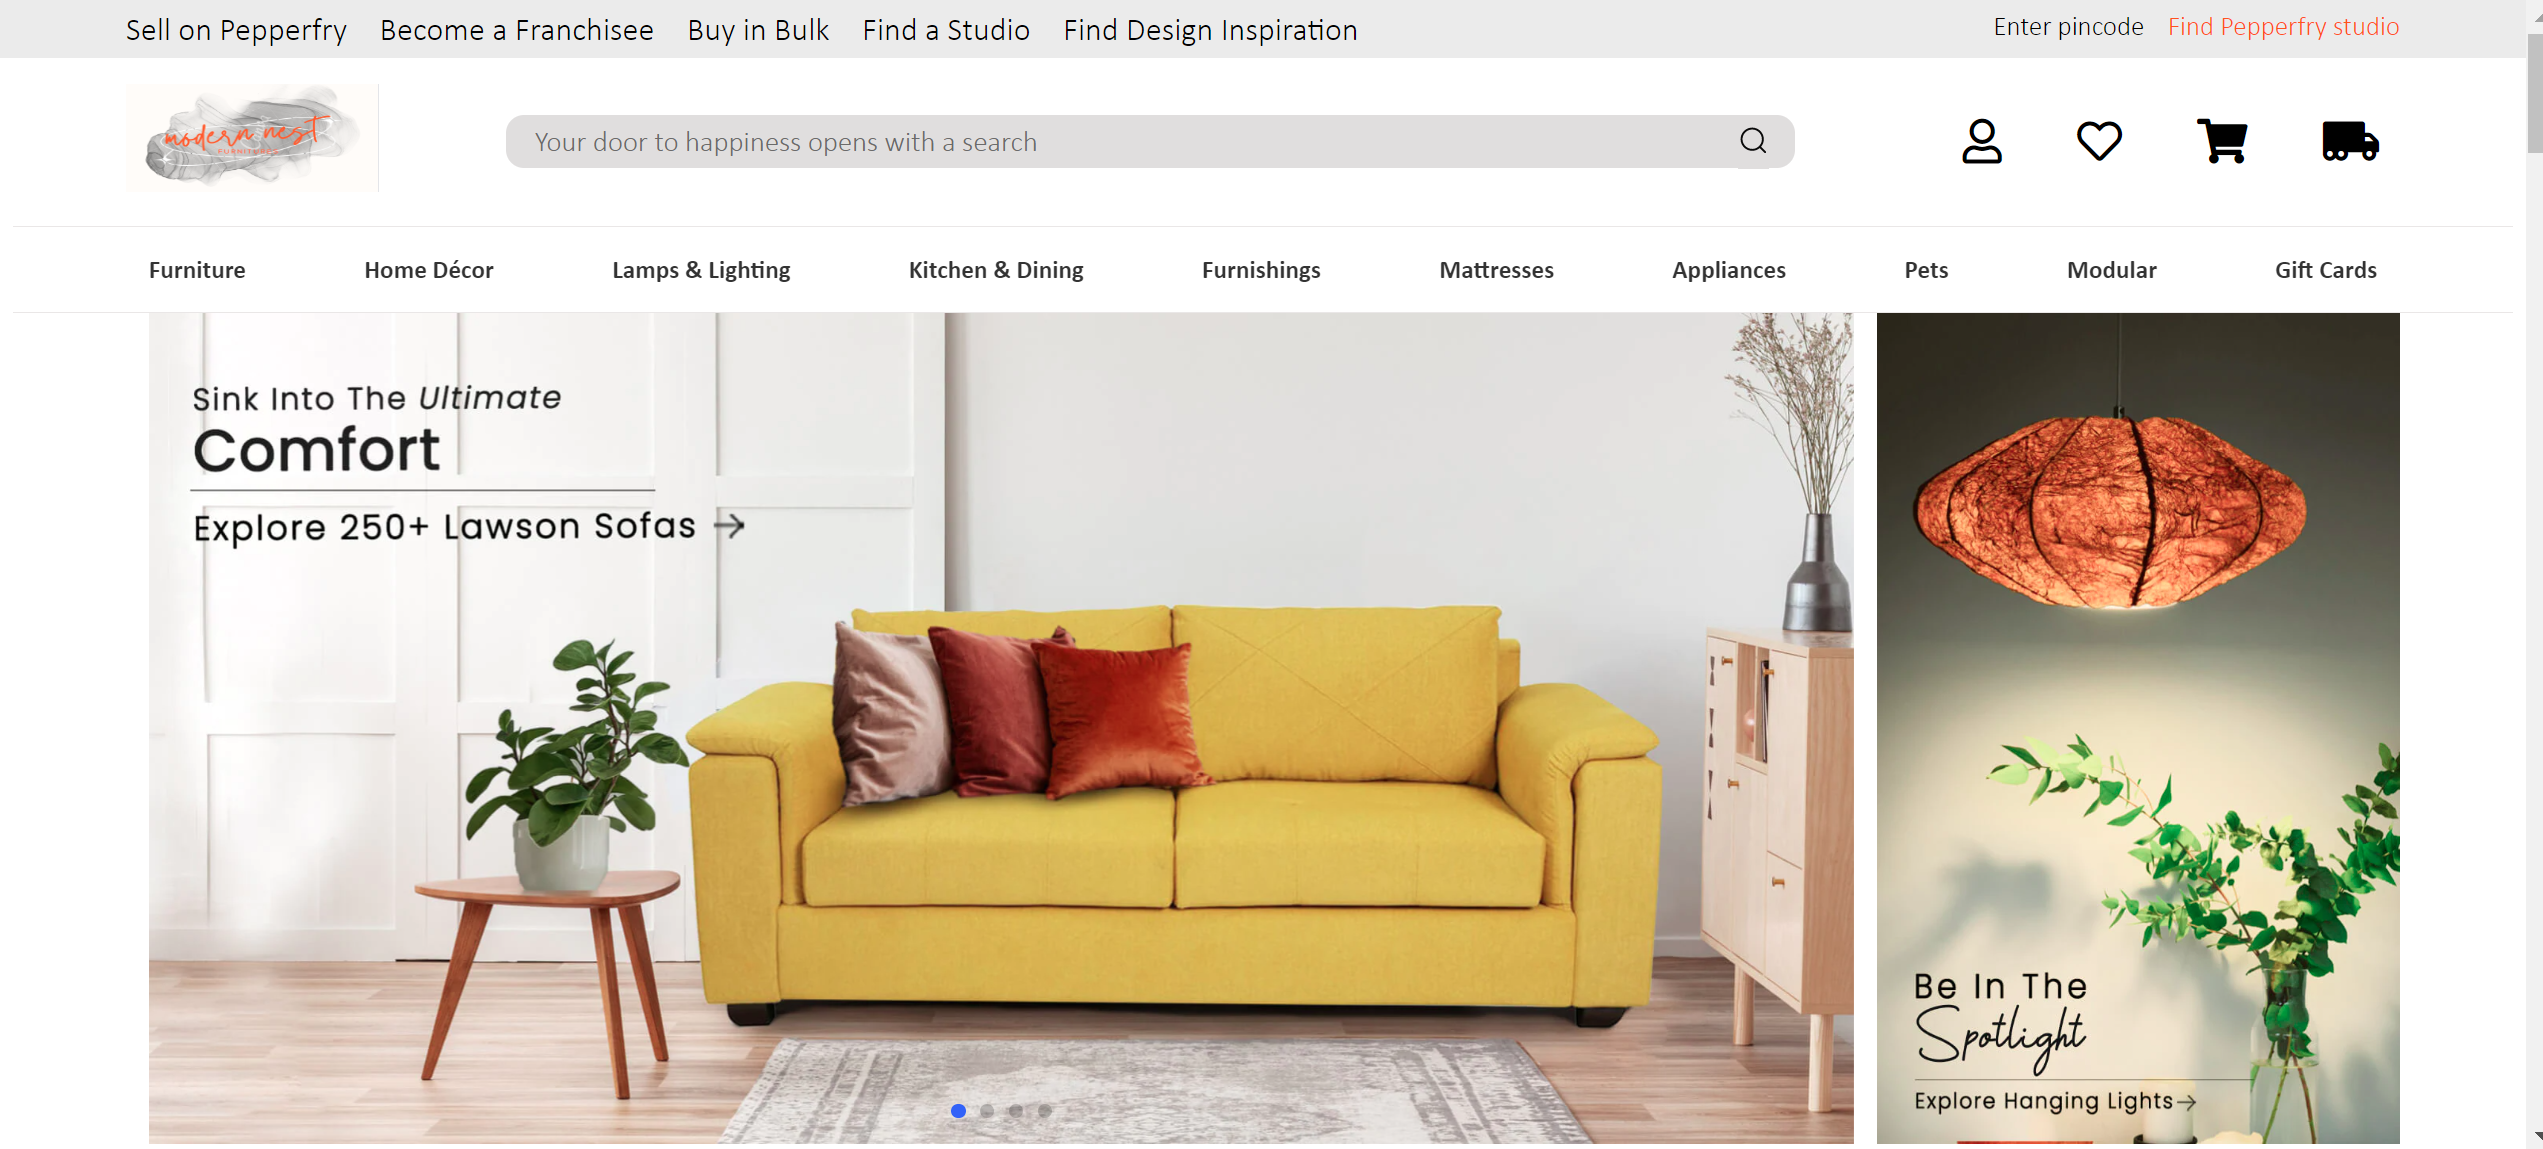 Sell on Pepperfry Become a Franchisee Buy in Bulk Find a Studio Find Design Inspiration Enter pincode Find Pepperfry studio
modern nest
FURNITURE
Your door to happiness opens with a search
Furniture Home Décor Lamps & Lighting Kitchen & Dining Furnishings Mattresses Appliances Pets Modular Gift Cards
Sink Into The Ultimate
Comfort
Explore 250+ Lawson Sofas
Be In The
Spotlight
Explore Hanging Lights